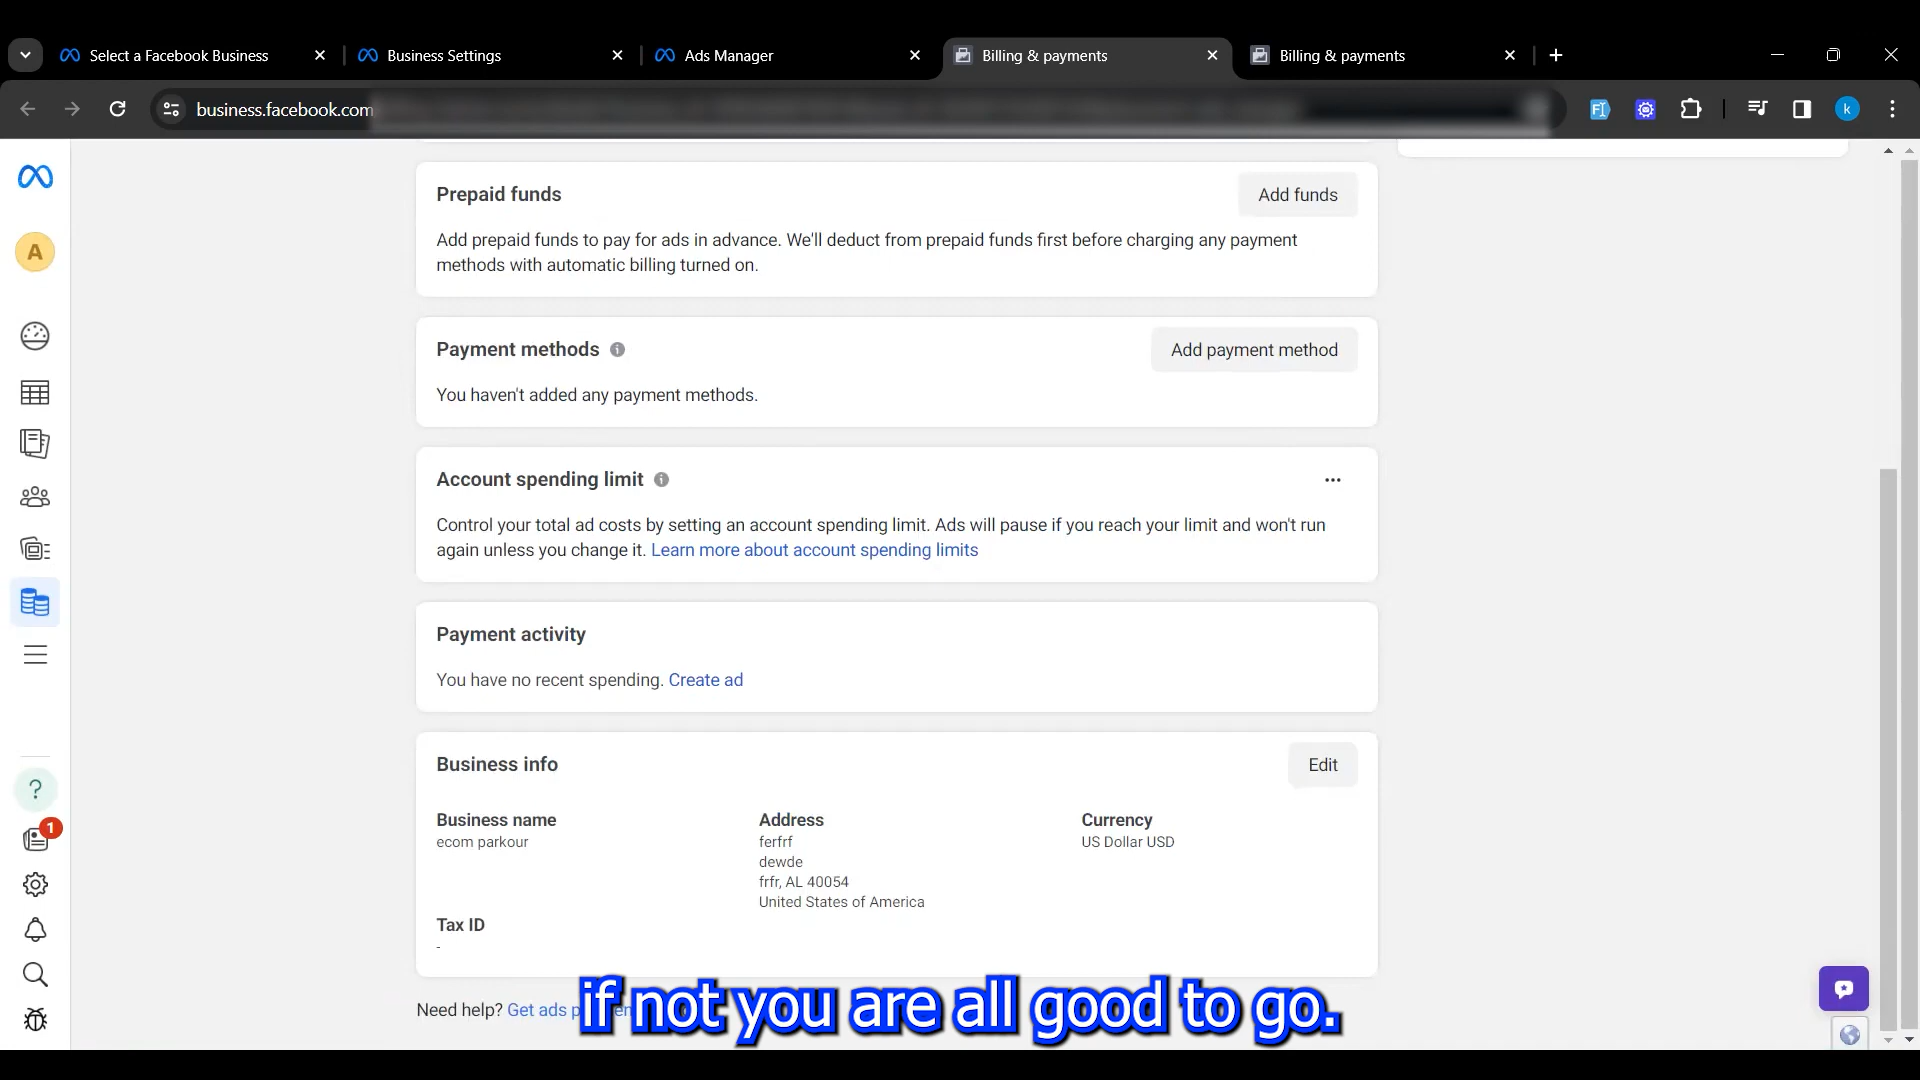 Select a Facebook Business
Business Settings
Ads Manager
Billing & payments
Billing & payments
business.facebook.com
k
A
Prepaid funds
Add funds
Add prepaid funds to pay for ads in advance. We'll deduct from prepaid funds first before charging any payment
methods with automatic billing turned on.
Payment methods
Add payment method
You haven't added any payment methods.
Account spending limit
Control your total ad costs by setting an account spending limit. Ads will pause if you reach your limit and won't run
again unless you change it. Learn more about account spending limits
Payment activity
You have no recent spending. Create ad
Business info
Edit
Business name
ecom parkour
Address
ferfrf
dewde
frfr, AL 40054
United States of America
Currency
US Dollar USD
Tax ID
-
1
Need help? Get ads
if not you are all good to go.